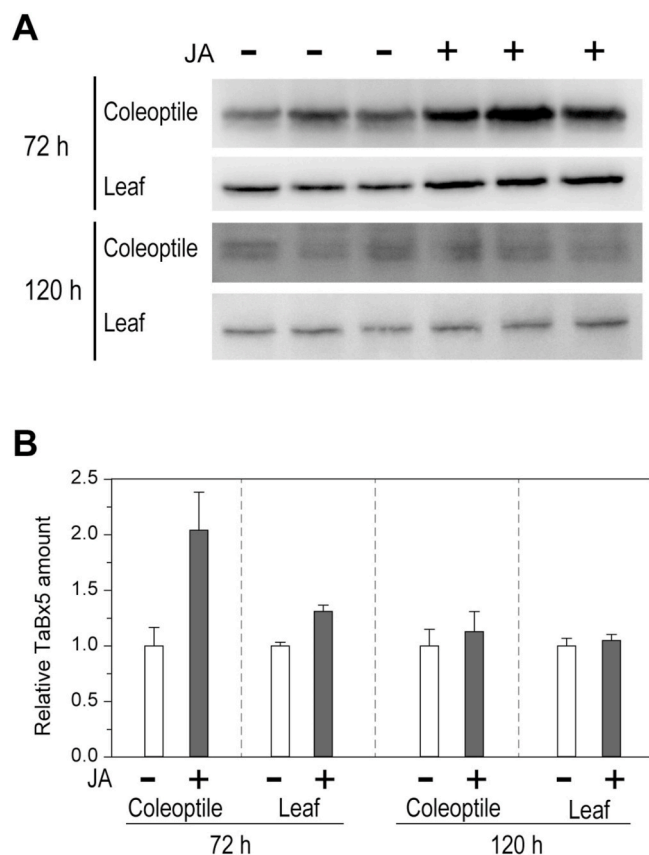 A
JA - - - + + +
72 h
Coleoptile
Leaf
120 h
Coleoptile
Leaf
B
Relative TaBx5 amount
2.5
2.0
1.5
1.0
0.5
0.0
JA - + - + - + - +
Coleoptile Leaf Coleoptile Leaf
72 h 120 h